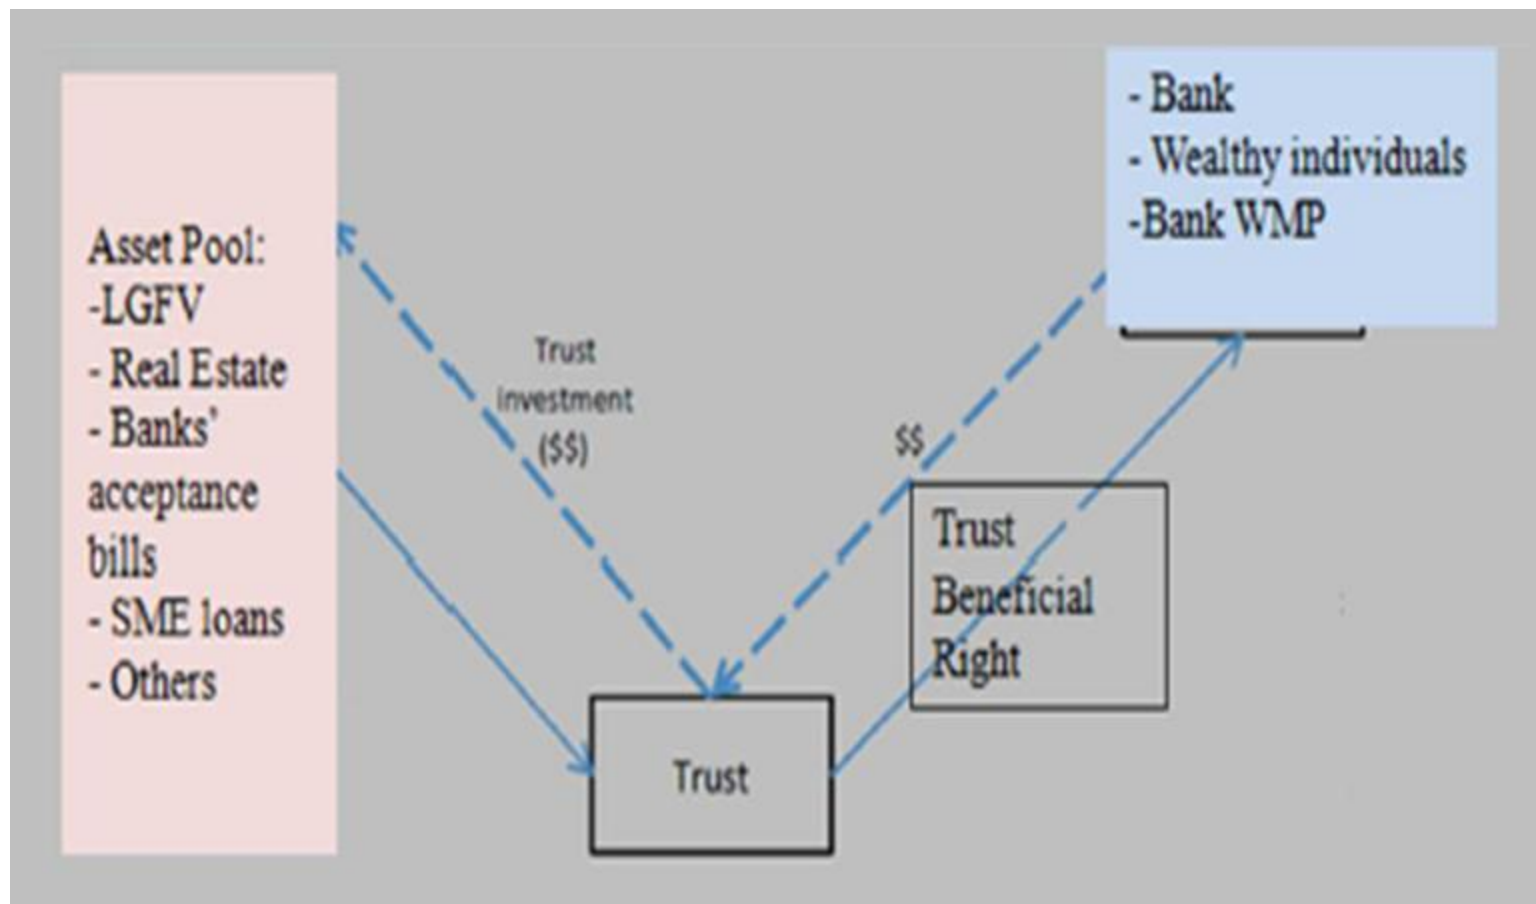 Asset Pool:
-LGFV
- Real Estate
- Banks'
acceptance
bills
- SME loans
- Others
Trust
investment
($$)
$$
- Bank
- Wealthy individuals
-Bank WMP
Trust
Beneficial
Right
Trust